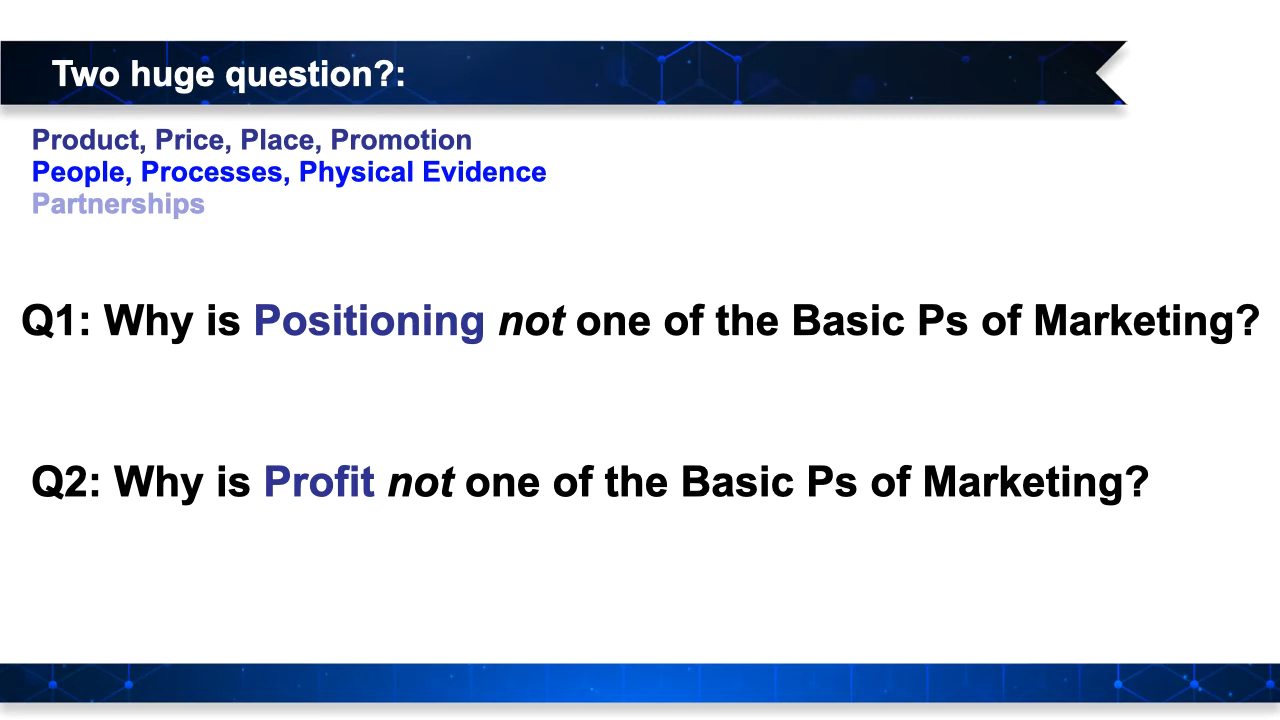 Two huge question?:
Product, Price, Place, Promotion
People, Processes, Physical Evidence
Partnerships
Q1: Why is Positioning not one of the Basic Ps of Marketing?
Q2: Why is Profit not one of the Basic Ps of Marketing?